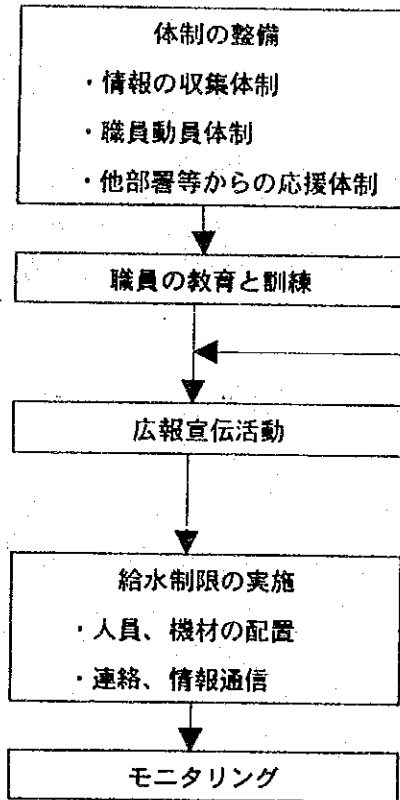 体制の整備
・情報の収集体制
・職員動員体制
・他部署等からの応援体制
職員の教育と訓練
広報宣伝活動
給水制限の実施
・人員、機材の配置
・連絡、情報通信
モニタリング